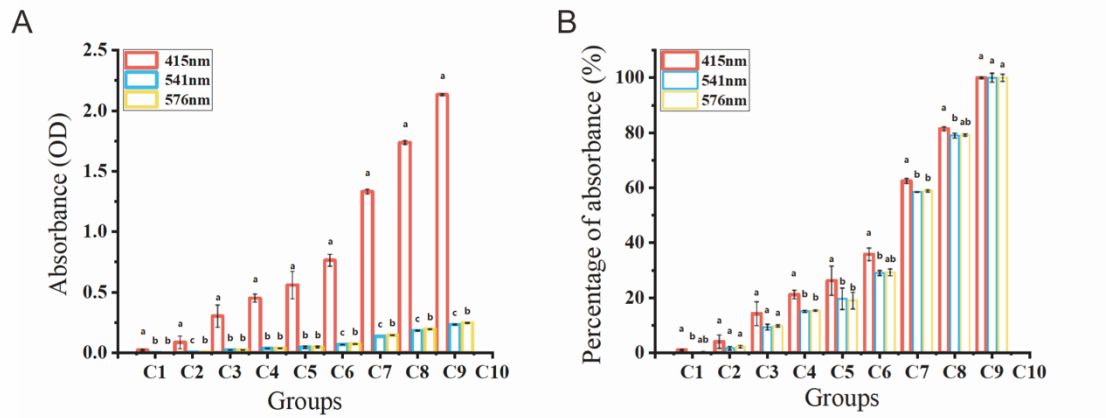 A
Absorbance (OD)
2.5
2.0
1.5
1.0
0.5
0.0
415nm
541nm
576nm
a b b
a c b
a b b
a b b
a b b
a c b
a c b
a c b
a c b
C1 C2 C3 C4 C5 C6 C7 C8 C9 C10
Groups
B
Percentage of absorbance (%)
100
80
60
40
20
0
415nm
541nm
576nm
a b ab
a a a
a a a
a b b
a b b
a b ab
a b b
a b ab
a a a
C1 C2 C3 C4 C5 C6 C7 C8 C9 C10
Groups